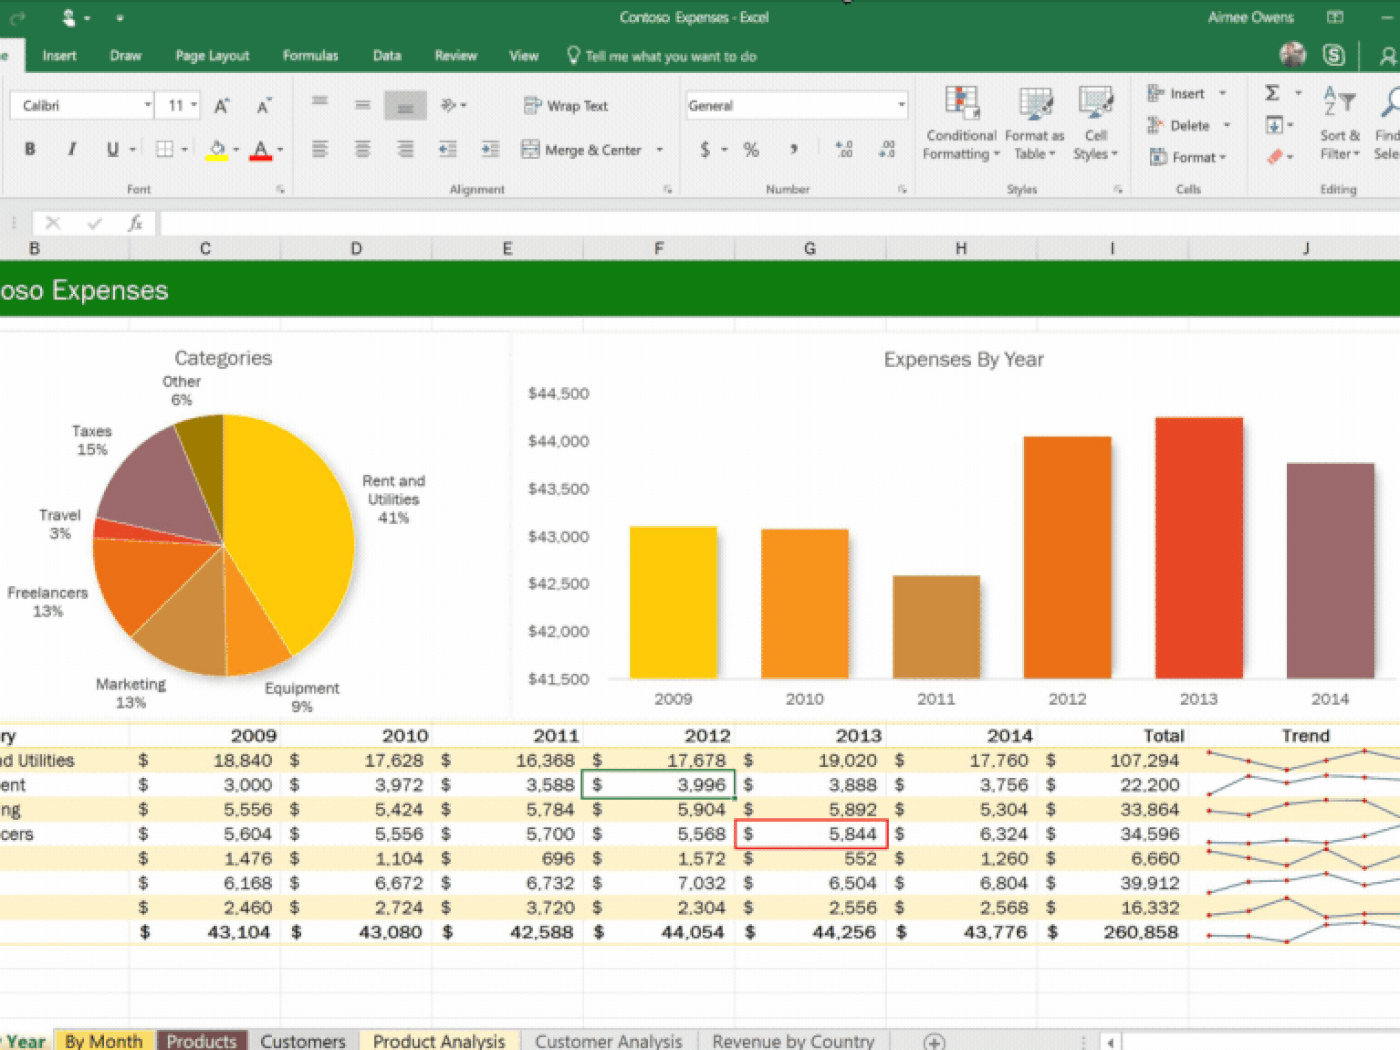 Contoso Expenses - Excel
Aimee Owens
e Insert Draw Page Layout Formulas Data Review View Tell me what you want to do
Calibri 11 A A Wrap Text General Insert
B I U A Merge & Center $ % , Delete
Conditional Formatting Format as Table Cell Styles Format Sort & Filter Find Sele
Font Alignment Number Styles Cells Editing
fx
B C D E F G H I J
oso Expenses
Categories
Other
6%
Taxes
15%
Rent and
Utilities
41%
Travel
3%
Freelancers
13%
Marketing
13%
Equipment
9%
Expenses By Year
$44,500
$44,000
$43,500
$43,000
$42,500
$42,000
$41,500
2009 2010 2011 2012 2013 2014
ry 2009 2010 2011 2012 2013 2014 Total Trend
d Utilities $ 18,840 $ 17,628 $ 16,368 $ 17,678 $ 19,020 $ 17,760 $ 107,294
ent $ 3,000 $ 3,972 $ 3,588 $ 3,996 $ 3,888 $ 3,756 $ 22,200
ng $ 5,556 $ 5,424 $ 5,784 $ 5,904 $ 5,892 $ 5,304 $ 33,864
cers $ 5,604 $ 5,556 $ 5,700 $ 5,568 $ 5,844 $ 6,324 $ 34,596
$ 1,476 $ 1,104 $ 696 $ 1,572 $ 552 $ 1,260 $ 6,660
$ 6,168 $ 6,672 $ 6,732 $ 7,032 $ 6,504 $ 6,804 $ 39,912
$ 2,460 $ 2,724 $ 3,720 $ 2,304 $ 2,556 $ 2,568 $ 16,332
$ 43,104 $ 43,080 $ 42,588 $ 44,054 $ 44,256 $ 43,776 $ 260,858
Year By Month Products Customers Product Analysis Customer Analysis Revenue by Country